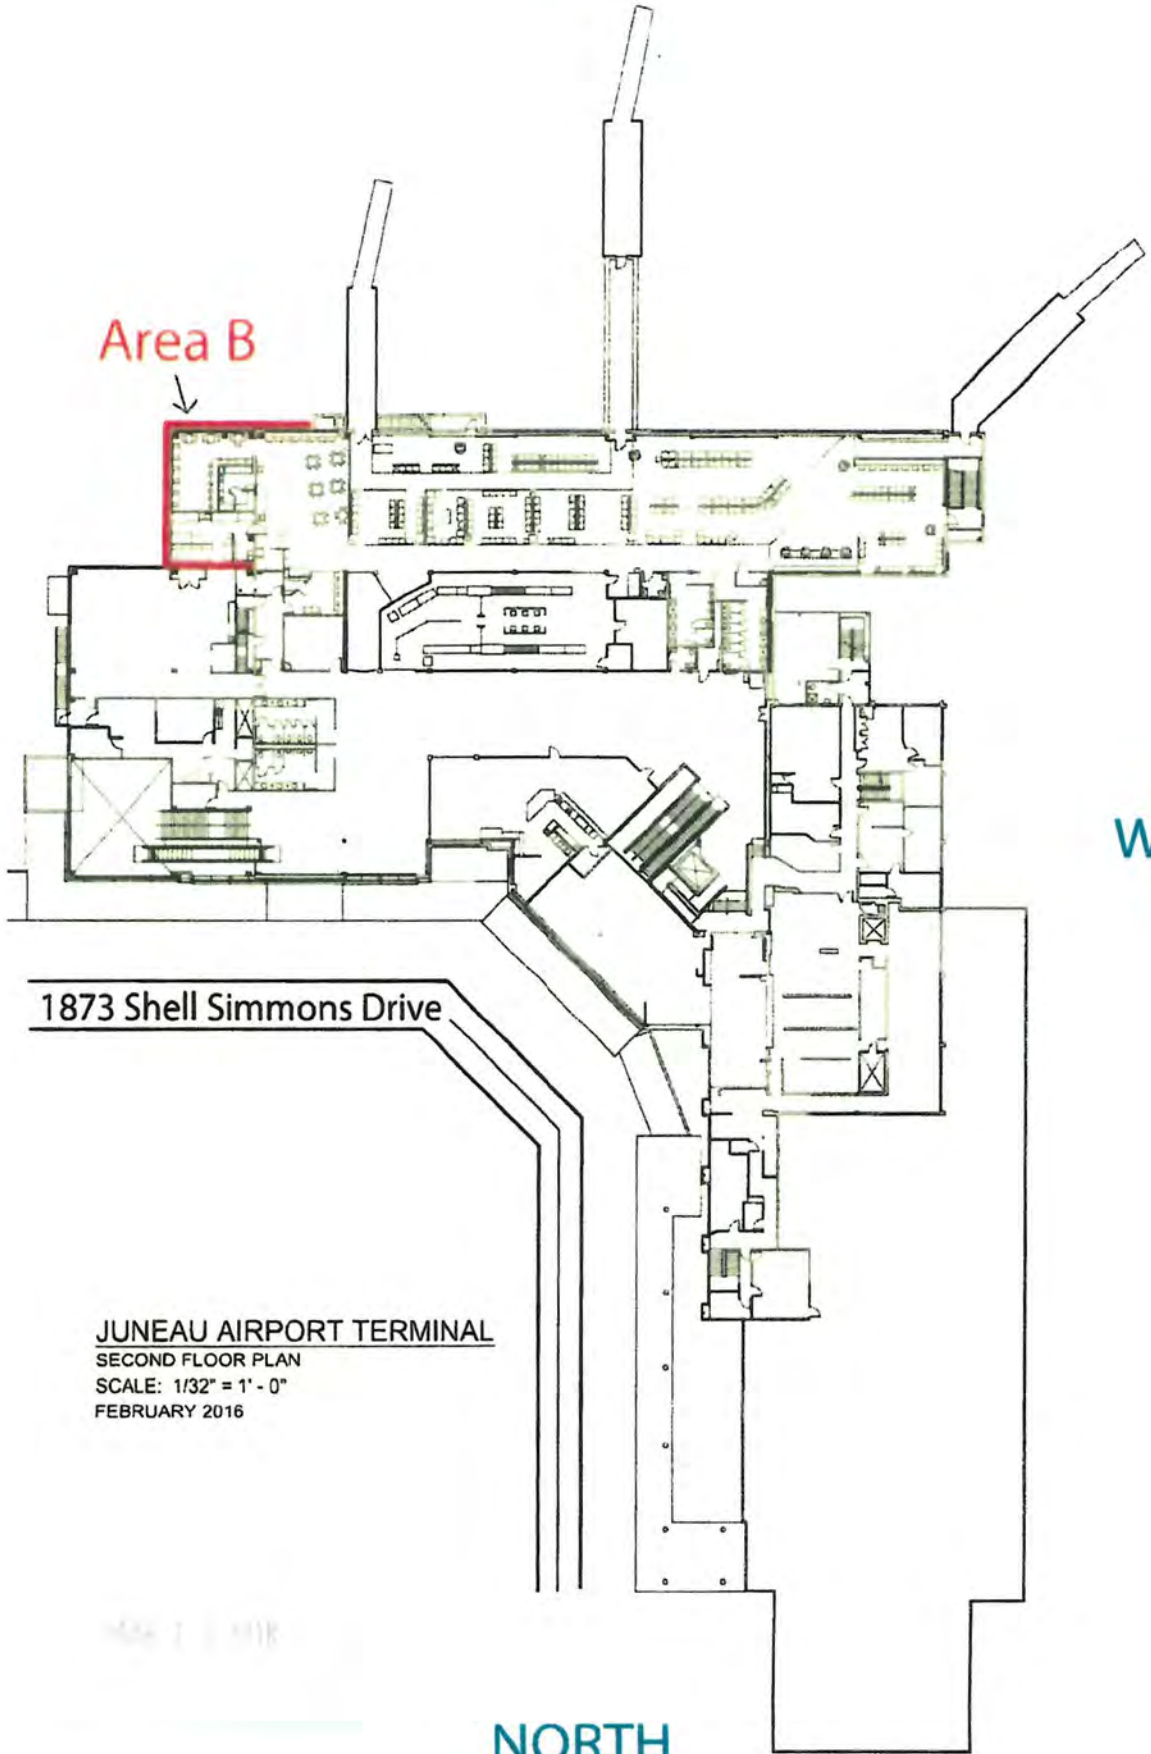 Area B
W
1873 Shell Simmons Drive
JUNEAU AIRPORT TERMINAL
SECOND FLOOR PLAN
SCALE: 1/32" = 1' - 0"
FEBRUARY 2016
NORTH